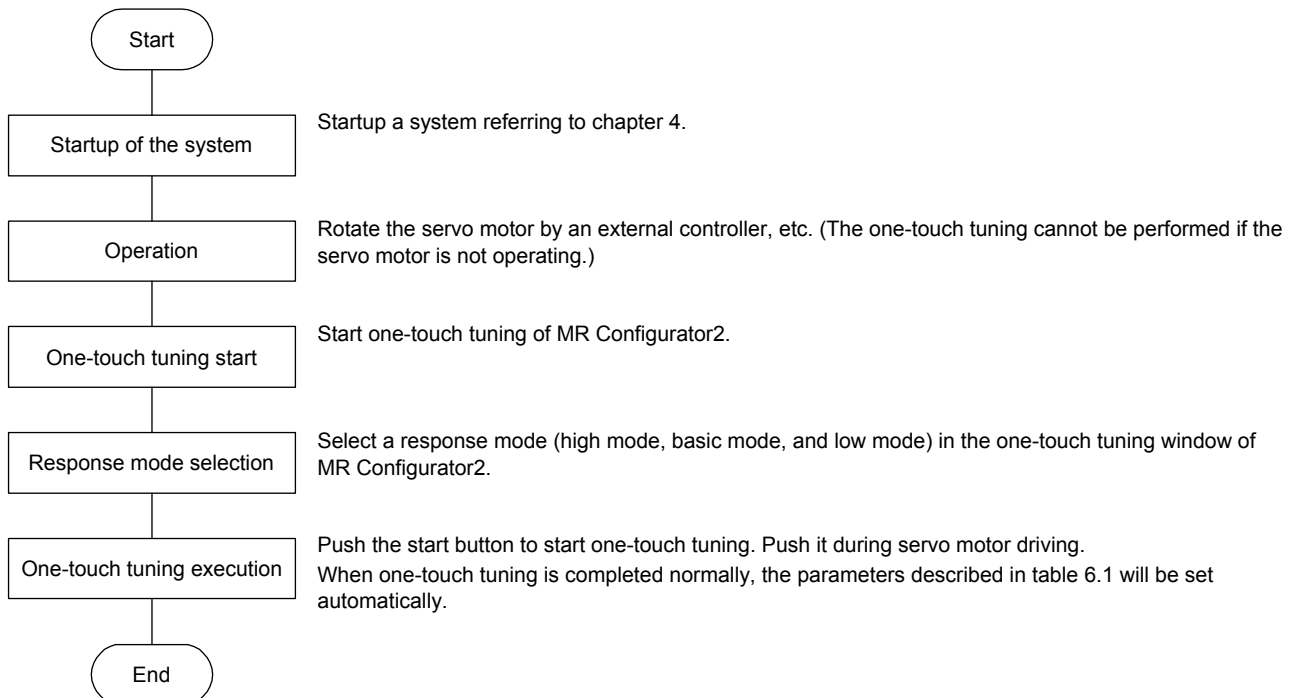 Start
Startup of the system
Startup a system referring to chapter 4.
Operation
Rotate the servo motor by an external controller, etc. (The one-touch tuning cannot be performed if the
servo motor is not operating.)
One-touch tuning start
Start one-touch tuning of MR Configurator2.
Response mode selection
Select a response mode (high mode, basic mode, and low mode) in the one-touch tuning window of
MR Configurator2.
One-touch tuning execution
Push the start button to start one-touch tuning. Push it during servo motor driving.
When one-touch tuning is completed normally, the parameters described in table 6.1 will be set
automatically.
End